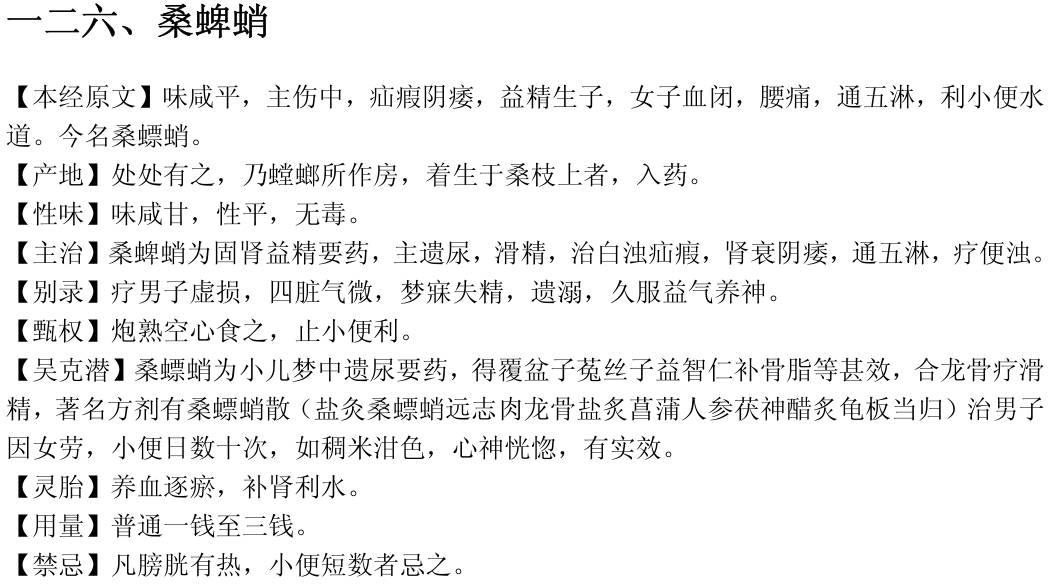 一二六、桑蜱蛸
【本经原文】味咸平，主伤中，疝瘕阴痿，益精生子，女子血闭，腰痛，通五淋，利小便水
道。今名桑螵蛸。
【产地】处处有之，乃螳螂所作房，着生于桑枝上者，入药。
【性味】味咸甘，性平，无毒。
【主治】桑蜱蛸为固肾益精要药，主遗尿，滑精，治白浊疝瘕，肾衰阴痿，通五淋，疗便浊。
【别录】疗男子虚损，四脏气微，梦寐失精，遗溺，久服益气养神。
【甄权】炮熟空心食之，止小便利。
【吴克潜】桑螵蛸为小儿梦中遗尿要药，得覆盆子菟丝子益智仁补骨脂等甚效，合龙骨疗滑
精，著名方剂有桑螵蛸散（盐灸桑螵蛸远志肉龙骨盐炙菖蒲人参茯神醋炙龟板当归）治男子
因女劳，小便日数十次，如稠米泔色，心神恍惚，有实效。
【灵胎】养血逐瘀，补肾利水。
【用量】普通一钱至三钱。
【禁忌】凡膀胱有热，小便短数者忌之。